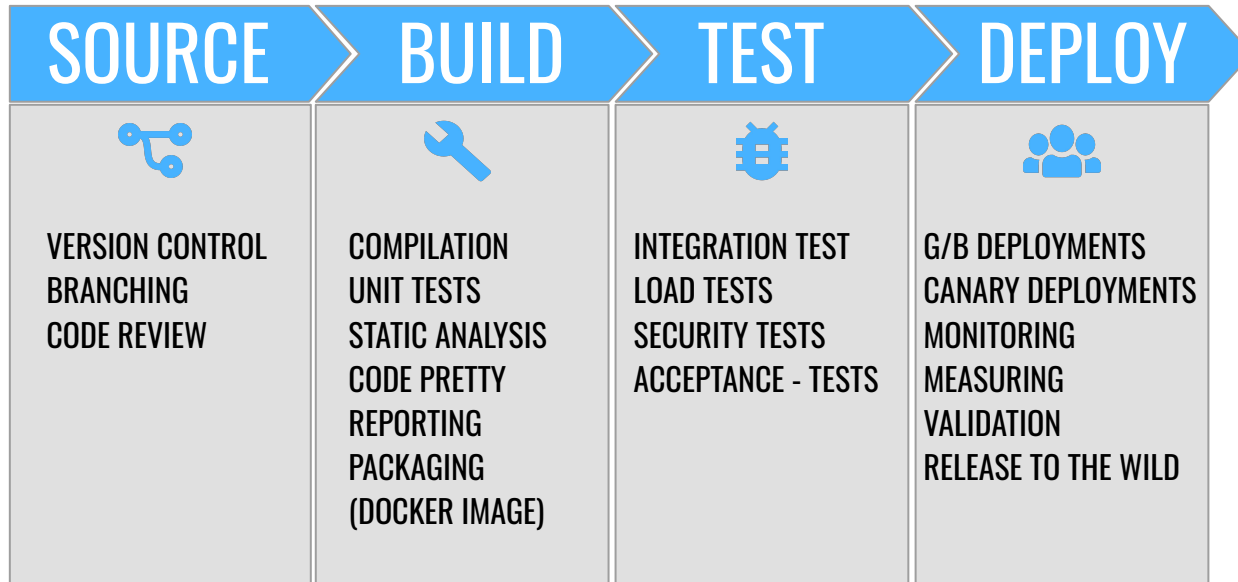 SOURCE
BUILD
TEST
DEPLOY
VERSION CONTROL
BRANCHING
CODE REVIEW
COMPILATION
UNIT TESTS
STATIC ANALYSIS
CODE PRETTY
REPORTING
PACKAGING
(DOCKER IMAGE)
INTEGRATION TEST
LOAD TESTS
SECURITY TESTS
ACCEPTANCE - TESTS
G/B DEPLOYMENTS
CANARY DEPLOYMENTS
MONITORING
MEASURING
VALIDATION
RELEASE TO THE WILD